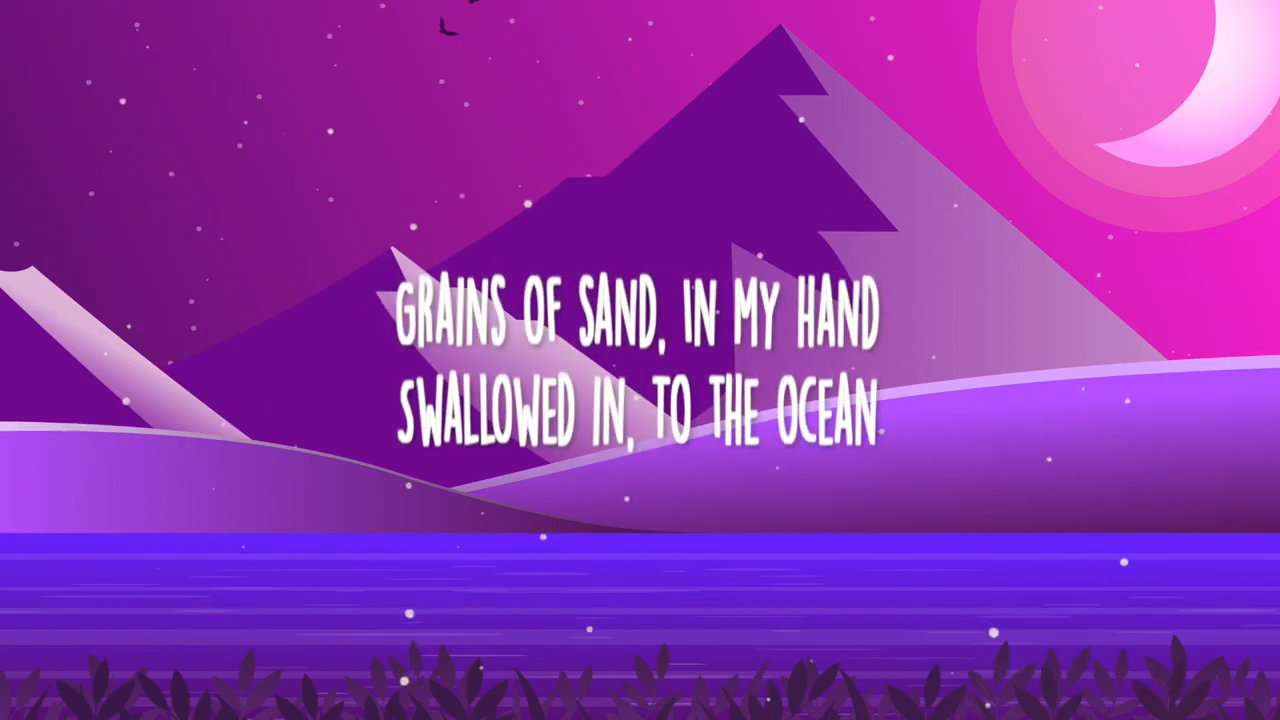 GRAINS OF SAND, IN MY HAND
SWALLOWED IN, TO THE OCEAN